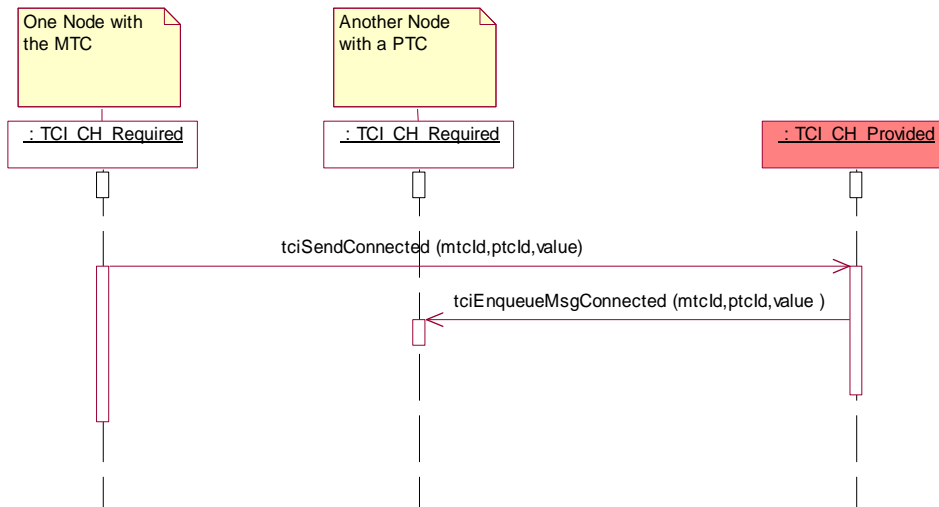 One Node with
the MTC
Another Node
with a PTC
: TCI_CH_Required
: TCI_CH_Required
: TCI_CH_Provided
tciSendConnected (mtcId,ptcId,value)
tciEnqueueMsgConnected (mtcId,ptcId,value )